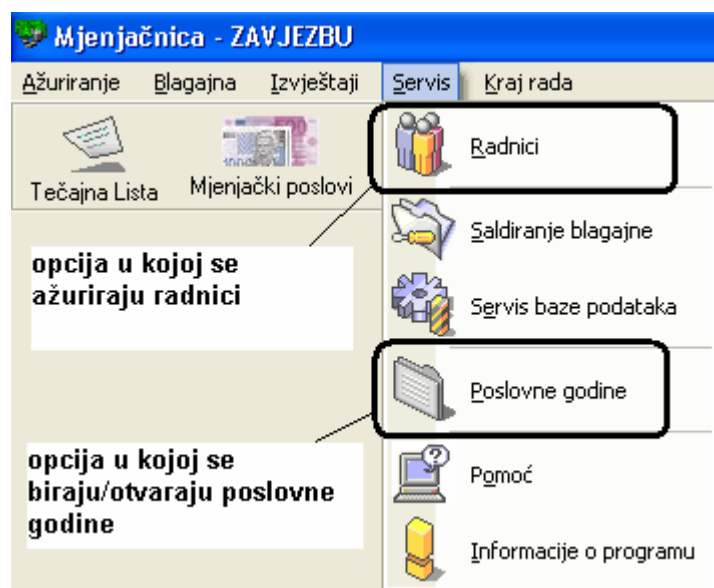 Mjenjačnica - ZAVJEZBU
Ažuriranje Blagajna Izvještaji Servis Kraj rada
Tečajna Lista Mjenjački poslovi
Radnici
Saldiranje blagajne
Servis baze podataka
Poslovne godine
Pomoć
Informacije o programu
opcija u kojoj se
ažuriraju radnici
opcija u kojoj se
biraju/otvaraju poslovne
godine